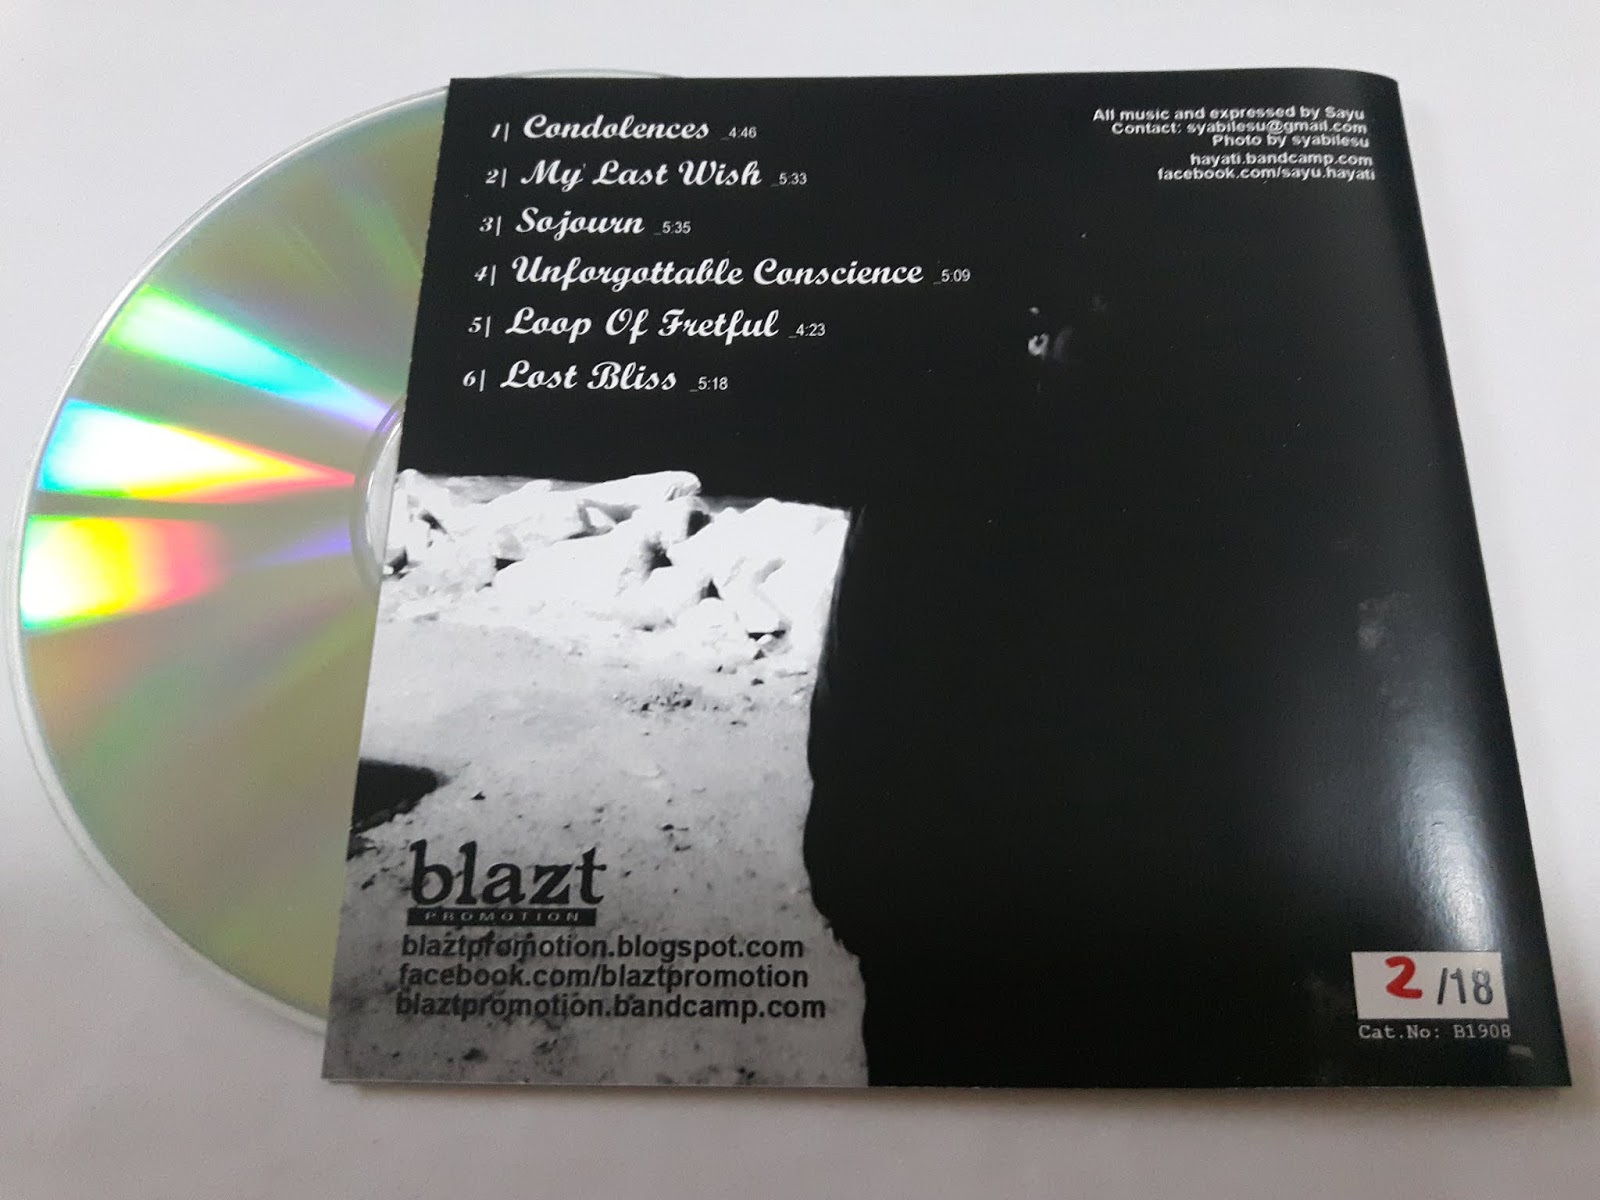 1| Condolences _4:46
2| My Last Wish _5:33
3| Sojourn _5:35
4| Unforgottable Conscience _5:09
5| Loop Of Fretful _4:23
6| Lost Bliss _5:18
All music and expressed by Sayu
Contact: syabilesu@gmail.com
Photo by syabilesu
hayati.bandcamp.com
facebook.com/sayu.hayati
blazt
PROMOTION
blaztpromotion.blogspot.com
facebook.com/blaztpromotion
blaztpromotion.bandcamp.com
2 /18
Cat.No: B1908